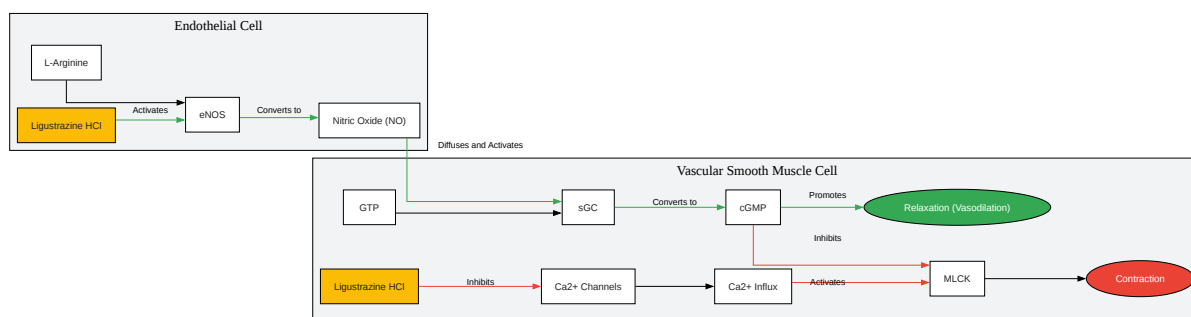 Endothelial Cell
L-Arginine
Ligustrazine HCl
Activates
eNOS
Converts to
Nitric Oxide (NO)
Diffuses and Activates
Vascular Smooth Muscle Cell
GTP
sGC
Converts to
cGMP
Promotes
Relaxation (Vasodilation)
Inhibits
Ligustrazine HCl
Inhibits
Ca2+ Channels
Ca2+ Influx
Activates
MLCK
Contraction